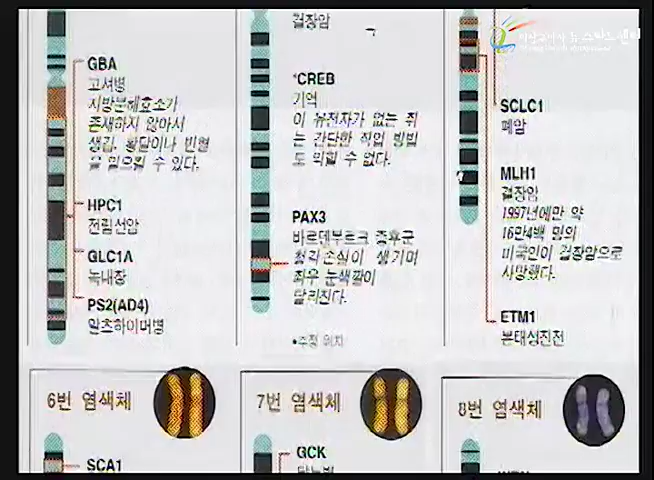 GBA
고셔병
지방분해효소가
존재하지 않아서
생김. 황달이나 빈혈
을 일으킬 수 있다.
HPC1
전립선암
GLC1A
녹내장
PS2(AD4)
알츠하이머병
결장암
*CREB
기억
이 유전자가 없는 쥐
는 간단한 작업 방법
도 익힐 수 없다.
PAX3
바르덴부르크 증후군
청각 손실이 생기며
좌우 눈색깔이
달라진다.
*추정 위치
SCLC1
폐암
MLH1
결장암
1997년에만 약
16만4백 명의
미국인이 결장암으로
사망했다.
ETM1
본태성진전
6번 염색체
7번 염색체
8번 염색체
SCA1
GCK
당뇨병